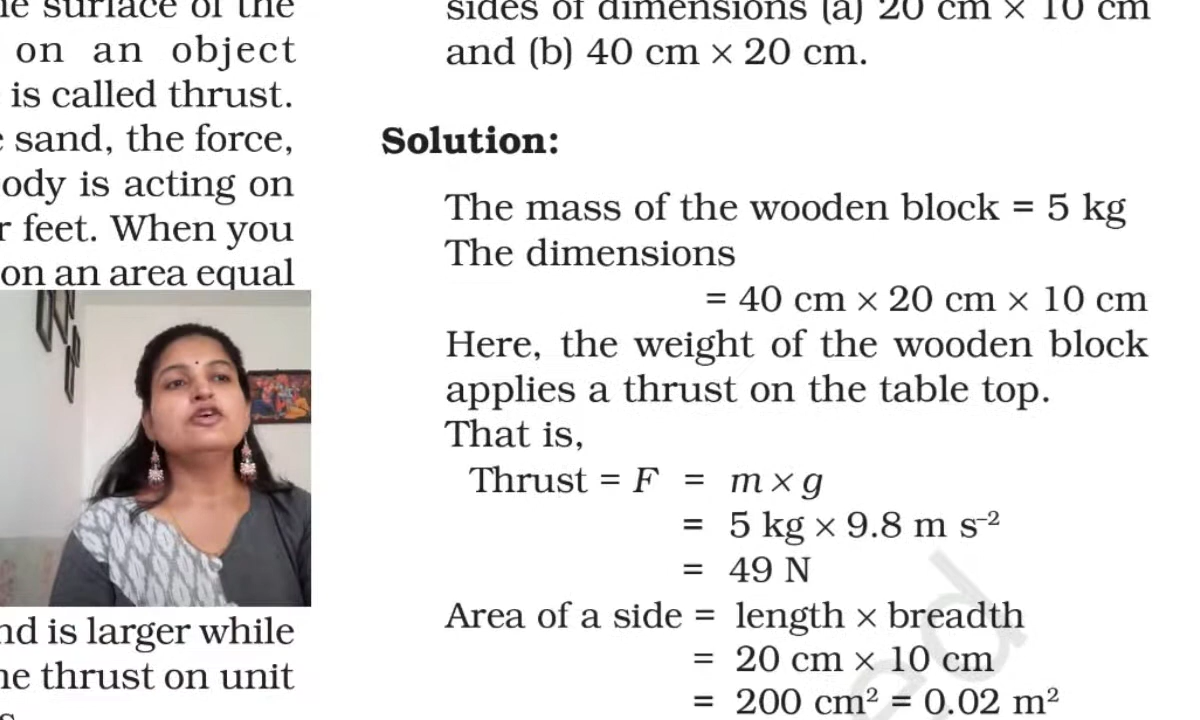 the surface of the
on an object
is called thrust.
sand, the force,
ody is acting on
r feet. When you
on an area equal
nd is larger while
he thrust on unit
sides of dimensions (a) 20 cm × 10 cm
and (b) 40 cm × 20 cm.
Solution:
The mass of the wooden block = 5 kg
The dimensions
= 40 cm × 20 cm × 10 cm
Here, the weight of the wooden block
applies a thrust on the table top.
That is,
Thrust = F = m × g
= 5 kg × 9.8 m s⁻²
= 49 N
Area of a side = length × breadth
= 20 cm × 10 cm
= 200 cm² = 0.02 m²